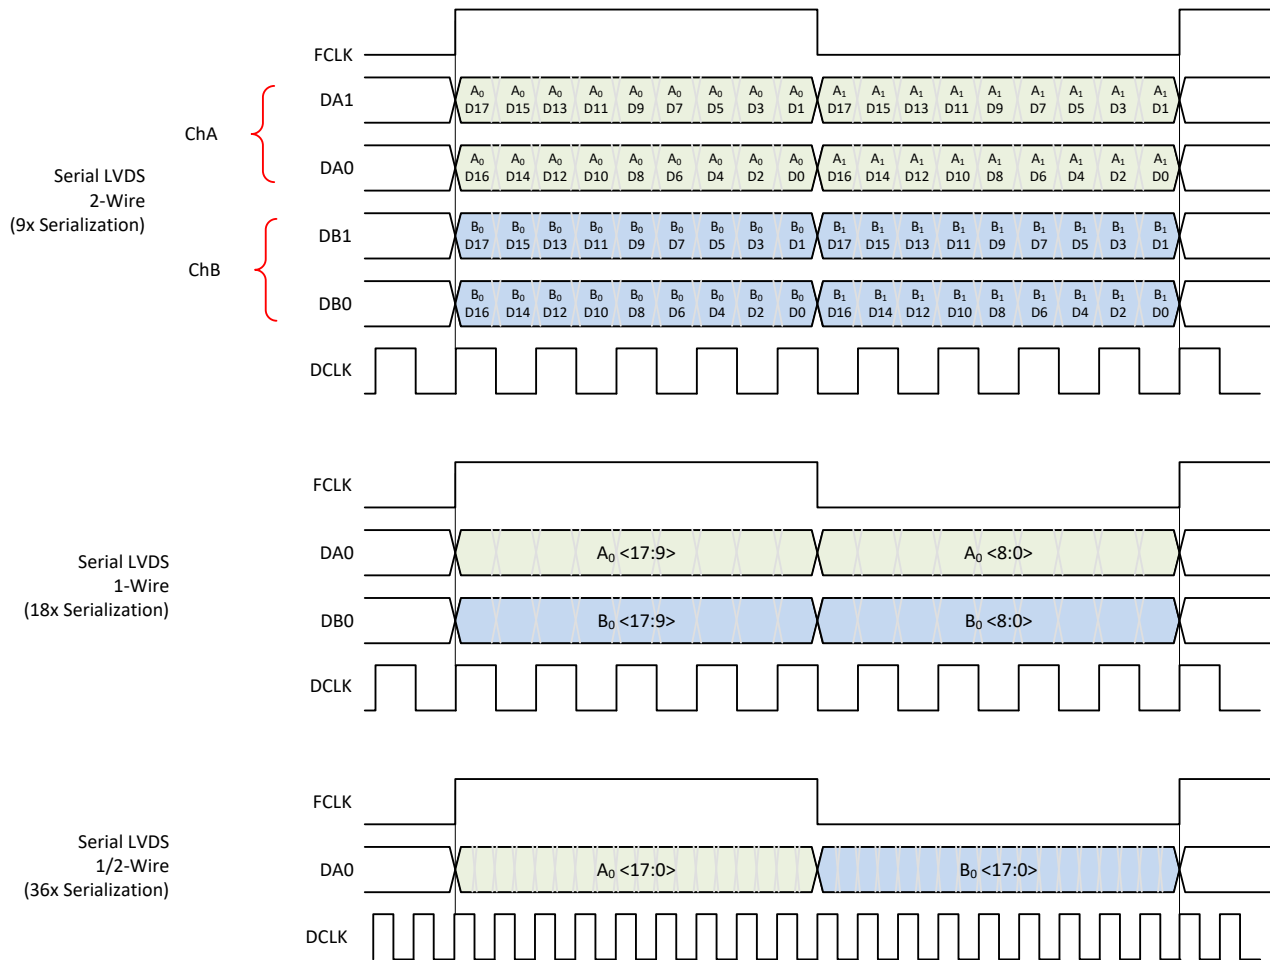 FCLK
DA1
A0 A0 A0 A0 A0 A0 A0 A0 A0 A1 A1 A1 A1 A1 A1 A1 A1 A1
D17 D15 D13 D11 D9 D7 D5 D3 D1 D17 D15 D13 D11 D9 D7 D5 D3 D1
ChA
Serial LVDS
2-Wire
(9x Serialization)
DA0
A0 A0 A0 A0 A0 A0 A0 A0 A0 A1 A1 A1 A1 A1 A1 A1 A1 A1
D16 D14 D12 D10 D8 D6 D4 D2 D0 D16 D14 D12 D10 D8 D6 D4 D2 D0
DB1
B0 B0 B0 B0 B0 B0 B0 B0 B0 B1 B1 B1 B1 B1 B1 B1 B1 B1
D17 D15 D13 D11 D9 D7 D5 D3 D1 D17 D15 D13 D11 D9 D7 D5 D3 D1
ChB
DB0
B0 B0 B0 B0 B0 B0 B0 B0 B0 B1 B1 B1 B1 B1 B1 B1 B1 B1
D16 D14 D12 D10 D8 D6 D4 D2 D0 D16 D14 D12 D10 D8 D6 D4 D2 D0
DCLK
FCLK
DA0 A0 <17:9> A0 <8:0>
Serial LVDS
1-Wire
(18x Serialization)
DB0 B0 <17:9> B0 <8:0>
DCLK
FCLK
Serial LVDS
1/2-Wire
(36x Serialization)
DA0 A0 <17:0> B0 <17:0>
DCLK